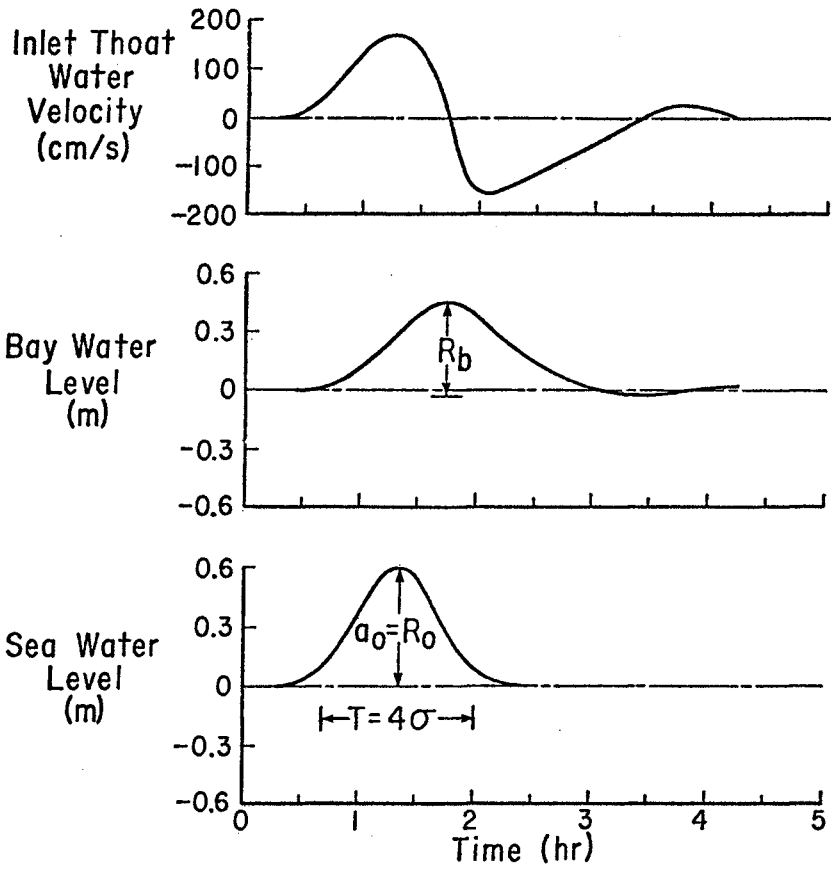 Inlet Thoat
Water
Velocity
(cm/s)
200
100
0
-100
-200
Bay Water
Level
(m)
0.6
0.3
0
-0.3
-0.6
Rb
Sea Water
Level
(m)
0.6
0.3
0
-0.3
-0.6
ao=Ro
T=4σ
0 1 2 3 4 5
Time (hr)